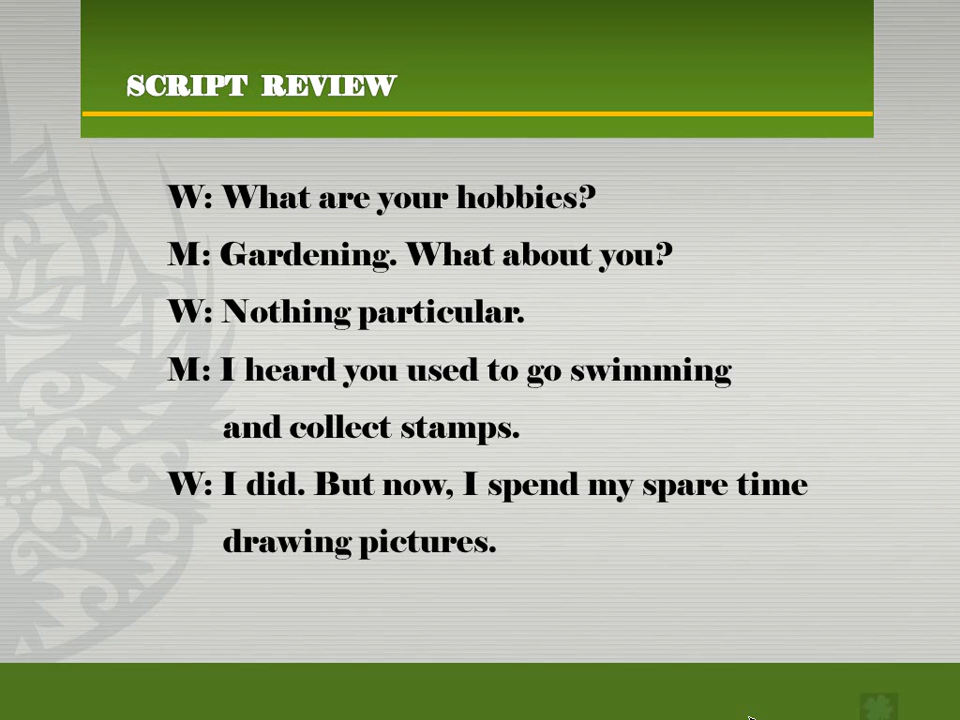 SCRIPT REVIEW
W: What are your hobbies?
M: Gardening. What about you?
W: Nothing particular.
M: I heard you used to go swimming
and collect stamps.
W: I did. But now, I spend my spare time
drawing pictures.